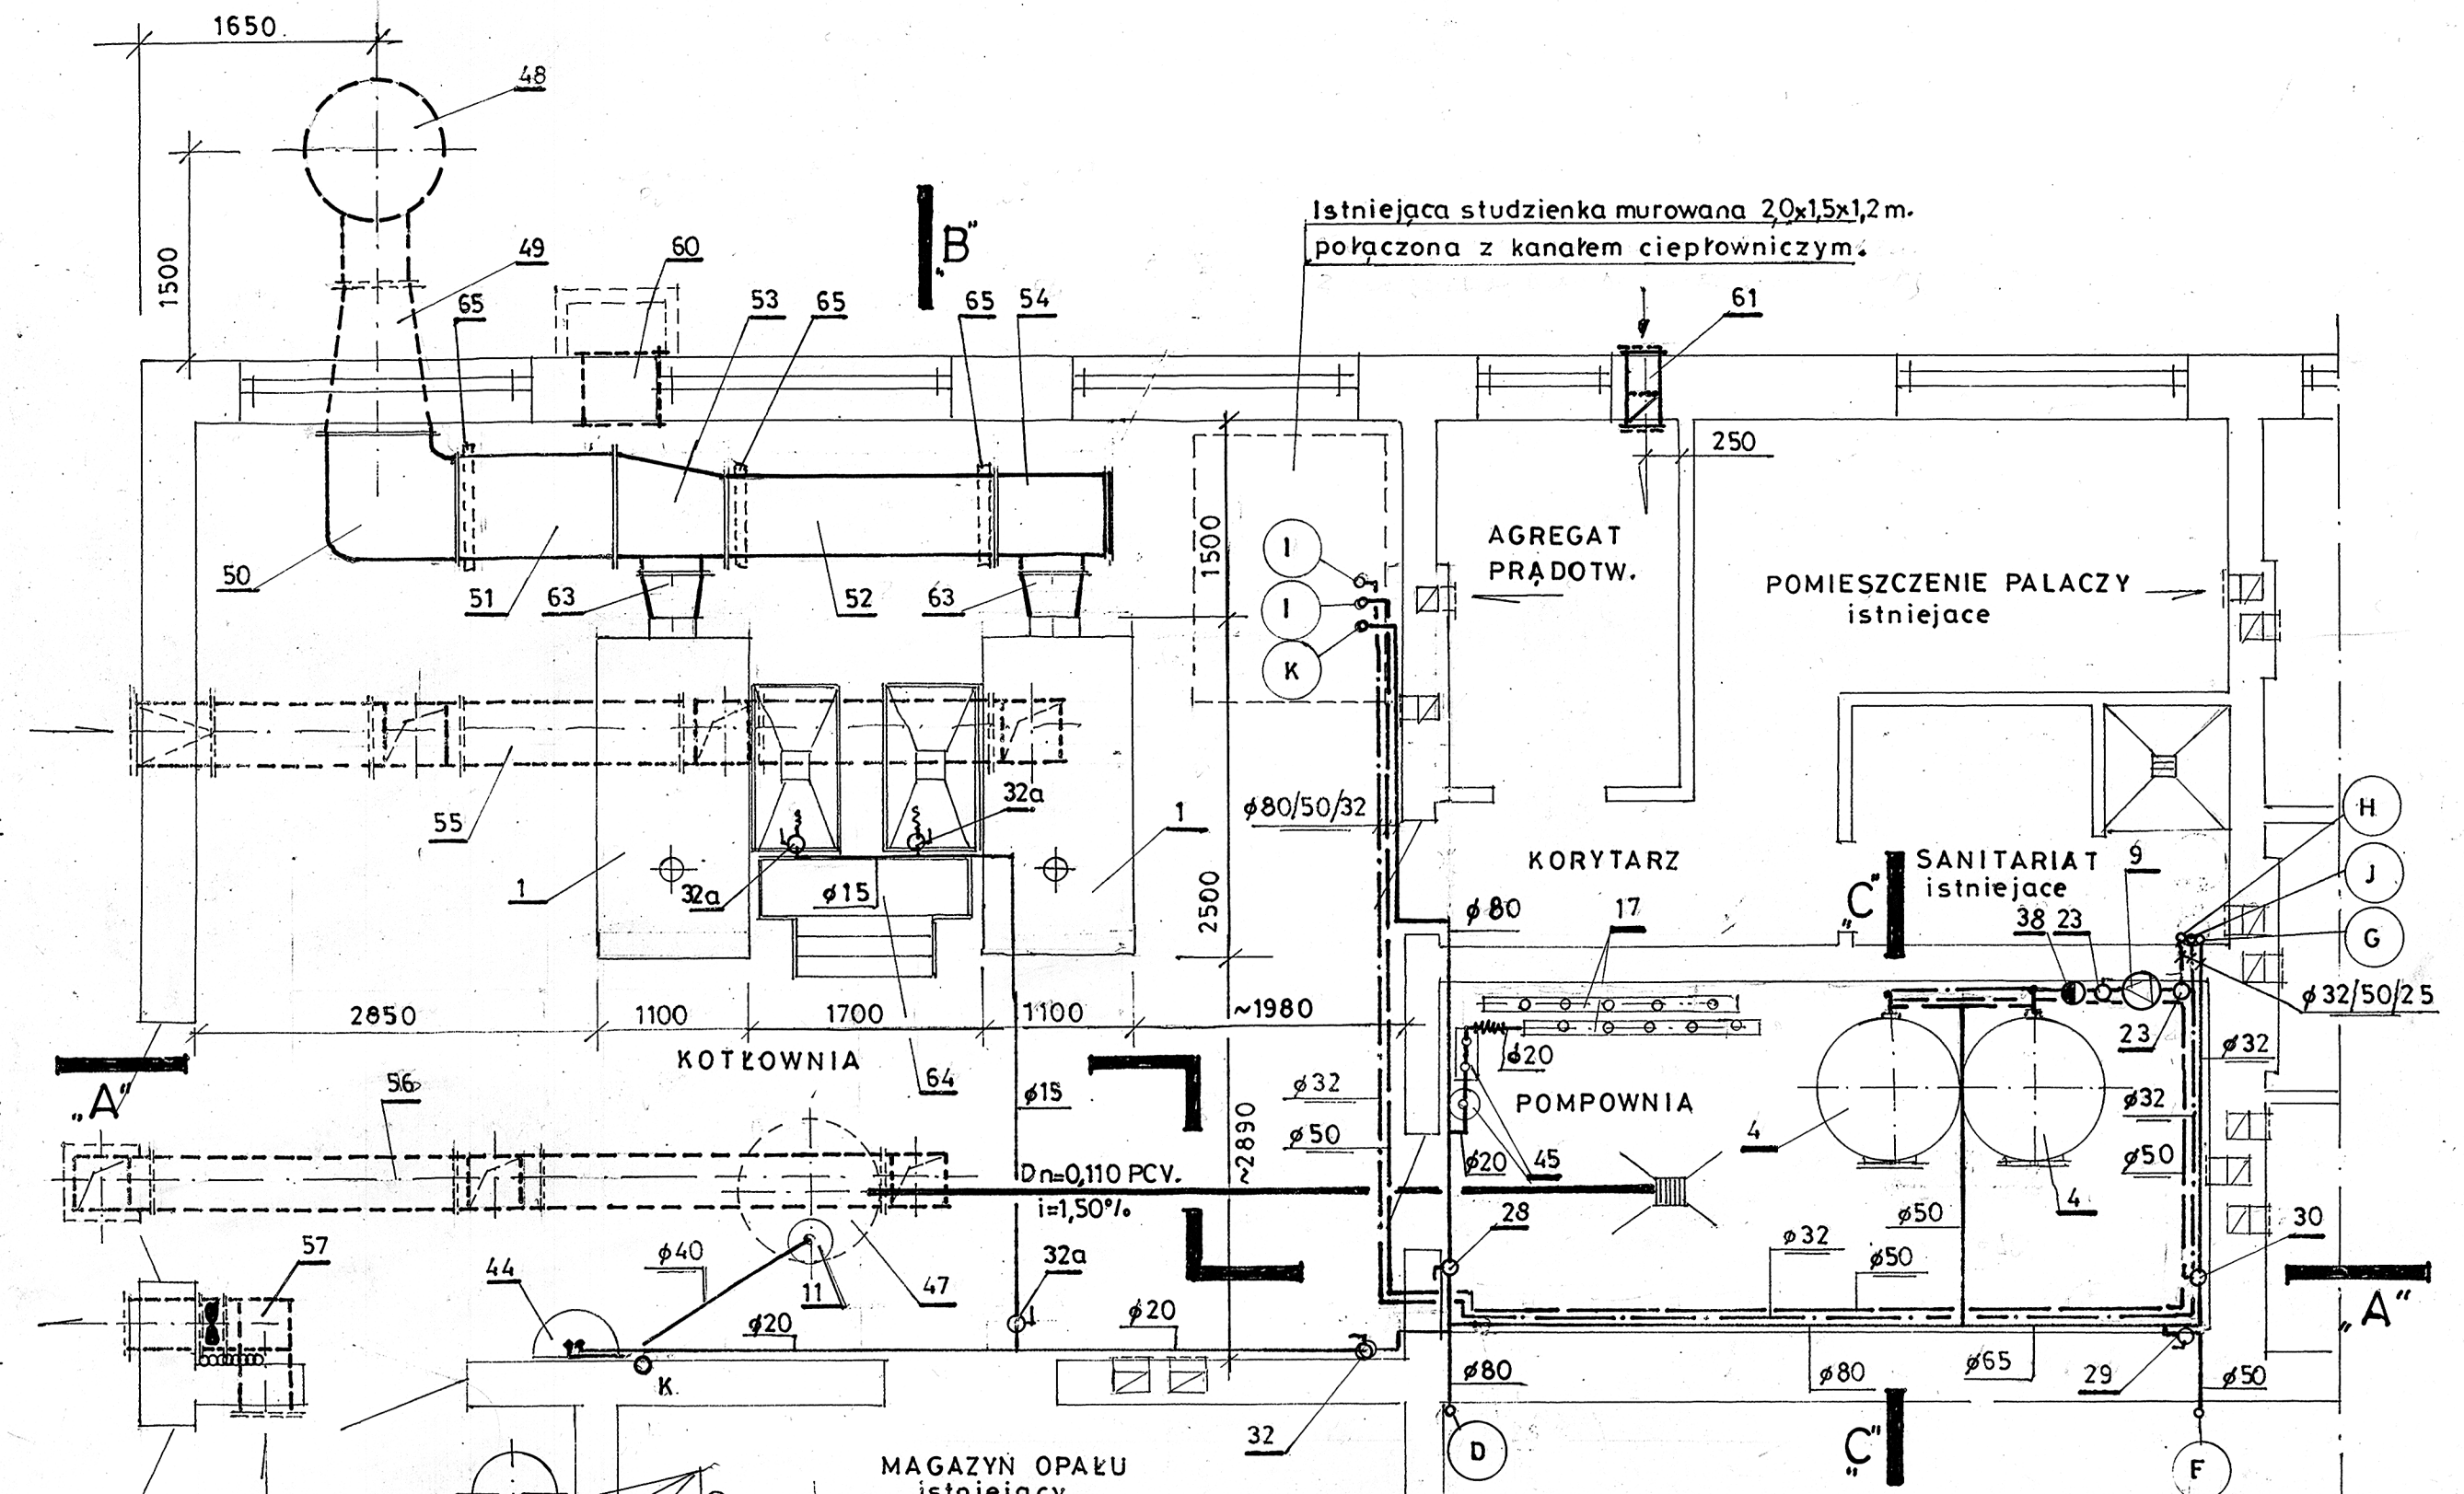 1650
48
1500
49
65
60
53
65
„B"
65
54
Istniejąca studzienka murowana 2,0x1,5x1,2m.
połączona z kanałem ciepłowniczym.
61
250
50
51
63
52
63
1500
I
I
K
AGREGAT
PRĄDOTW.
POMIESZCZENIE PALACZY
istniejace
55
1
32a
ø15
32a
1
2500
ø80/50/32
ø80
KORYTARZ
17
„C"
SANITARIAT
istniejace
9
38
23
H
J
G
ø32/50/25
2850
1100
1700
1100
~1980
KOTŁOWNIA
64
„A"
56
ø15
ø32
ø50
~2890
ø20
POMPOWNIA
4
4
23
ø32
ø32
ø50
ø20
45
Dn=0,110 PCV.
i=1,50%
57
44
ø40
11
47
32a
28
ø50
ø32
ø50
30
„A"
ø20
ø20
K
32
ø80
ø80
ø65
29
ø50
D
„C"
F
MAGAZYN OPAŁU
istniejący